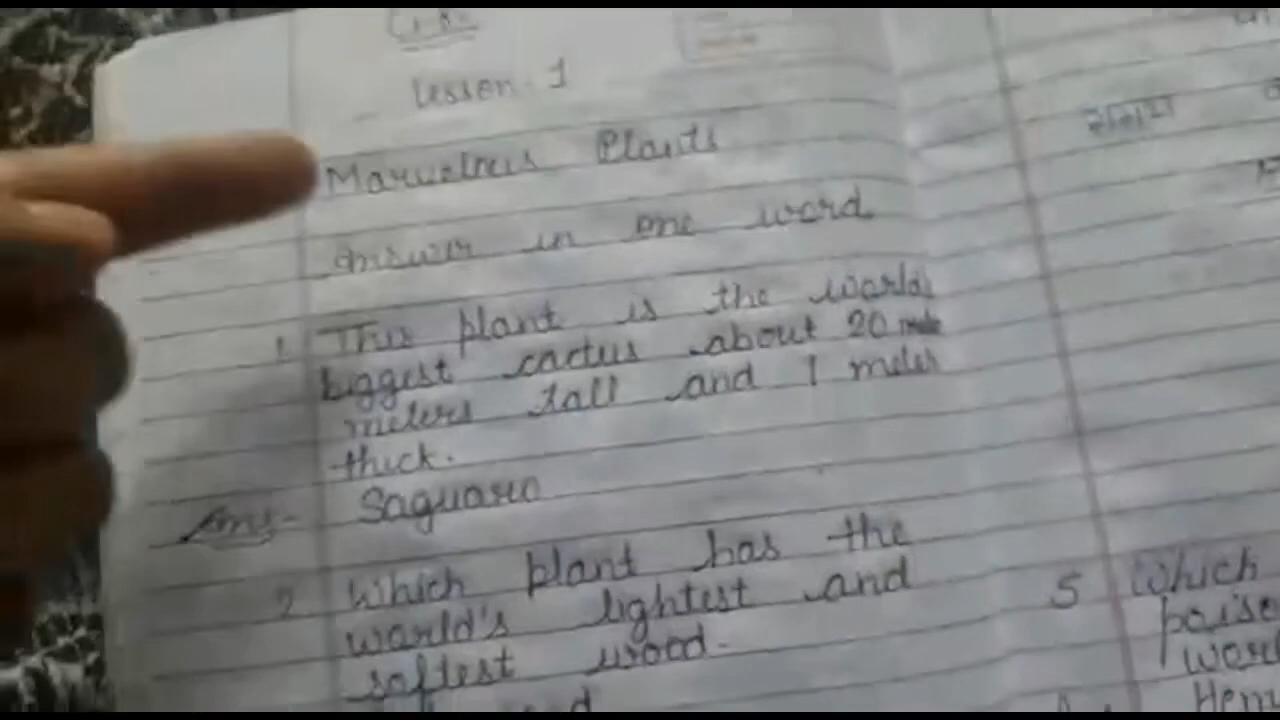 Lesson - 1
Marvelous Plants
Answer in one word
1. This plant is the world
biggest cactus about 20
meters tall and 1 meter
thick.
Ans- Saguaro
2 Which plant has the
world's lightest and
softest wood.
5 Which